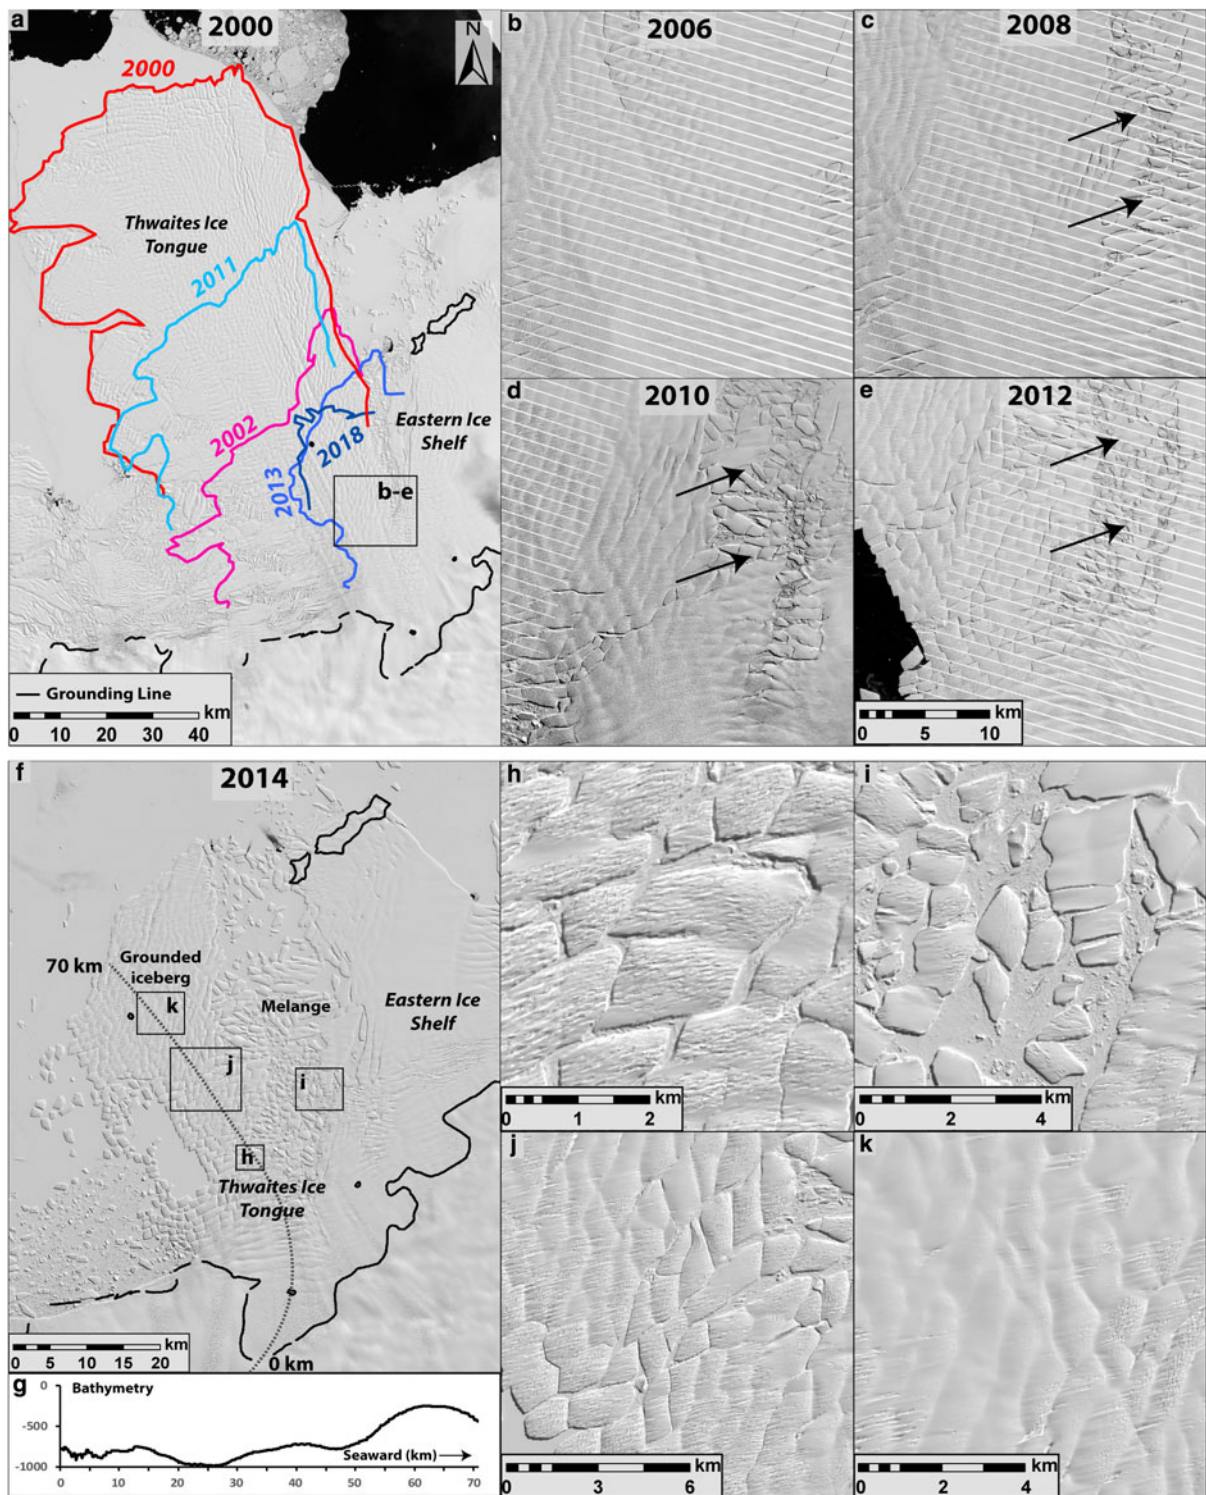 a
2000
N
2000
Thwaites Ice
Tongue
2011
2002
2013
2018
Eastern Ice
Shelf
b-e
Grounding Line
km
0 10 20 30 40
b
2006
c
2008
d
2010
e
2012
km
0 5 10
f
2014
70 km
Grounded
iceberg
k
Melange
Eastern Ice
Shelf
j
i
h
Thwaites Ice
Tongue
km
0 5 10 15 20
0 km
g
Bathymetry
0
-500
-1000
Seaward (km)
0 10 20 30 40 50 60 70
h
km
0 1 2
i
km
0 2 4
j
km
0 3 6
k
km
0 2 4